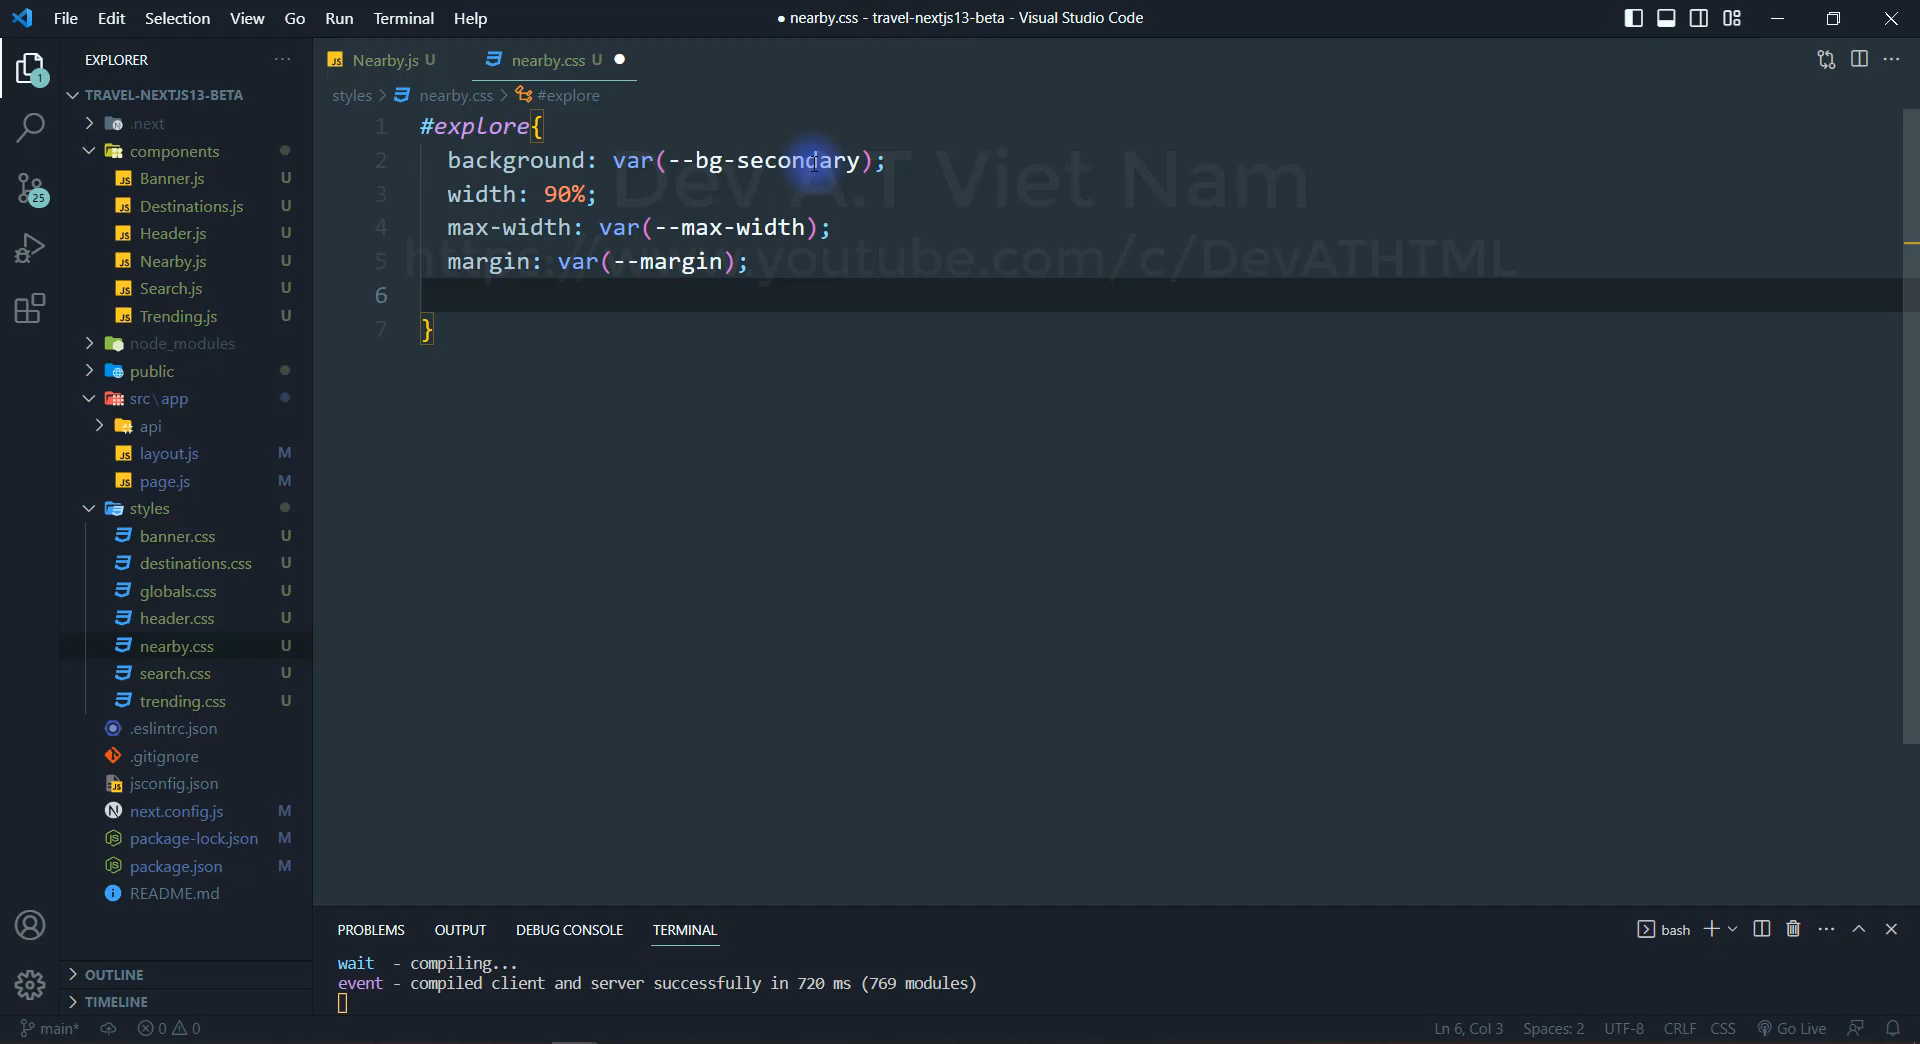 File Edit Selection View Go Run Terminal Help
● nearby.css - travel-nextjs13-beta - Visual Studio Code
EXPLORER
TRAVEL-NEXTJS13-BETA
.next
components
Banner.js U
Destinations.js U
Header.js U
Nearby.js U
Search.js U
Trending.js U
node_modules
public
src\app
api
layout.js M
page.js M
styles
banner.css U
destinations.css U
globals.css U
header.css U
nearby.css U
search.css U
trending.css U
.eslintrc.json
.gitignore
jsconfig.json
next.config.js M
package-lock.json M
package.json M
README.md
OUTLINE
TIMELINE
1
25
Nearby.js U
nearby.css U ●
styles > nearby.css > #explore
1 #explore{
2 background: var(--bg-secondary);
3 width: 90%;
4 max-width: var(--max-width);
5 margin: var(--margin);
6
7 }
Dev A.T Viet Nam
https://www.youtube.com/c/DevATHTML
PROBLEMS OUTPUT DEBUG CONSOLE TERMINAL
bash
wait - compiling...
event - compiled client and server successfully in 720 ms (769 modules)
main* 0 0
Ln 6, Col 3 Spaces: 2 UTF-8 CRLF CSS Go Live